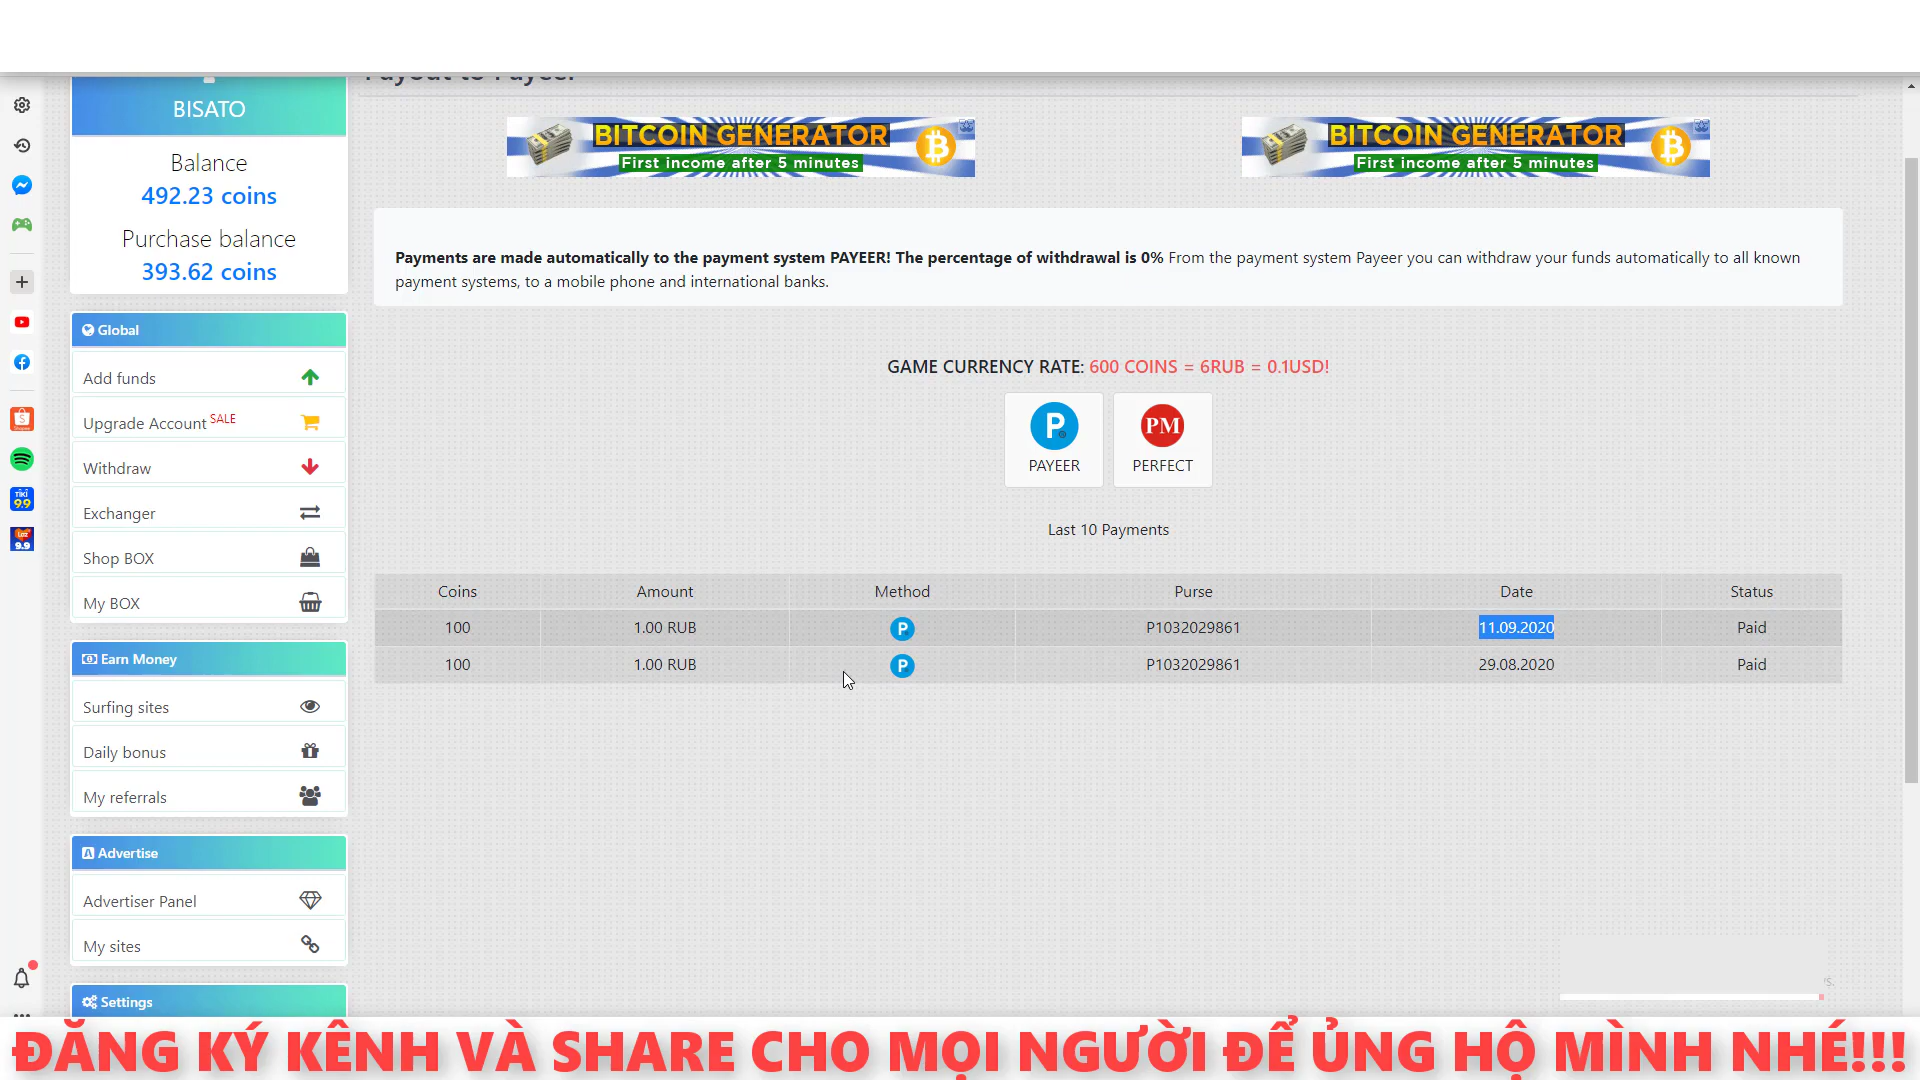 Payout to Payeer
BISATO
Balance
492.23 coins
Purchase balance
393.62 coins
Global
Add funds
Upgrade Account SALE
Withdraw
Exchanger
Shop BOX
My BOX
Earn Money
Surfing sites
Daily bonus
My referrals
Advertise
Advertiser Panel
My sites
Settings
BITCOIN GENERATOR
First income after 5 minutes
BITCOIN GENERATOR
First income after 5 minutes
Payments are made automatically to the payment system PAYEER! The percentage of withdrawal is 0% From the payment system Payeer you can withdraw your funds automatically to all known
payment systems, to a mobile phone and international banks.
GAME CURRENCY RATE: 600 COINS = 6RUB = 0.1USD!
P PM
PAYEER PERFECT
Last 10 Payments
Coins Amount Method Purse Date Status
100 1.00 RUB P P1032029861 11.09.2020 Paid
100 1.00 RUB P P1032029861 29.08.2020 Paid
ĐĂNG KÝ KÊNH VÀ SHARE CHO MỌI NGƯỜI ĐỂ ỦNG HỘ MÌNH NHÉ!!!